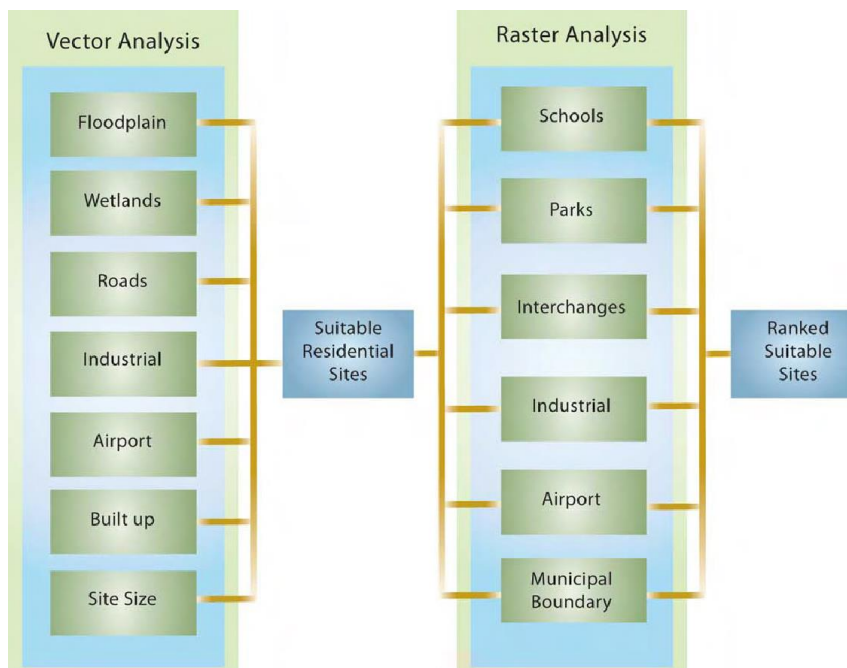 Vector Analysis
Floodplain
Wetlands
Roads
Industrial
Airport
Built up
Site Size
Suitable
Residential
Sites
Raster Analysis
Schools
Parks
Interchanges
Industrial
Airport
Municipal
Boundary
Ranked
Suitable
Sites